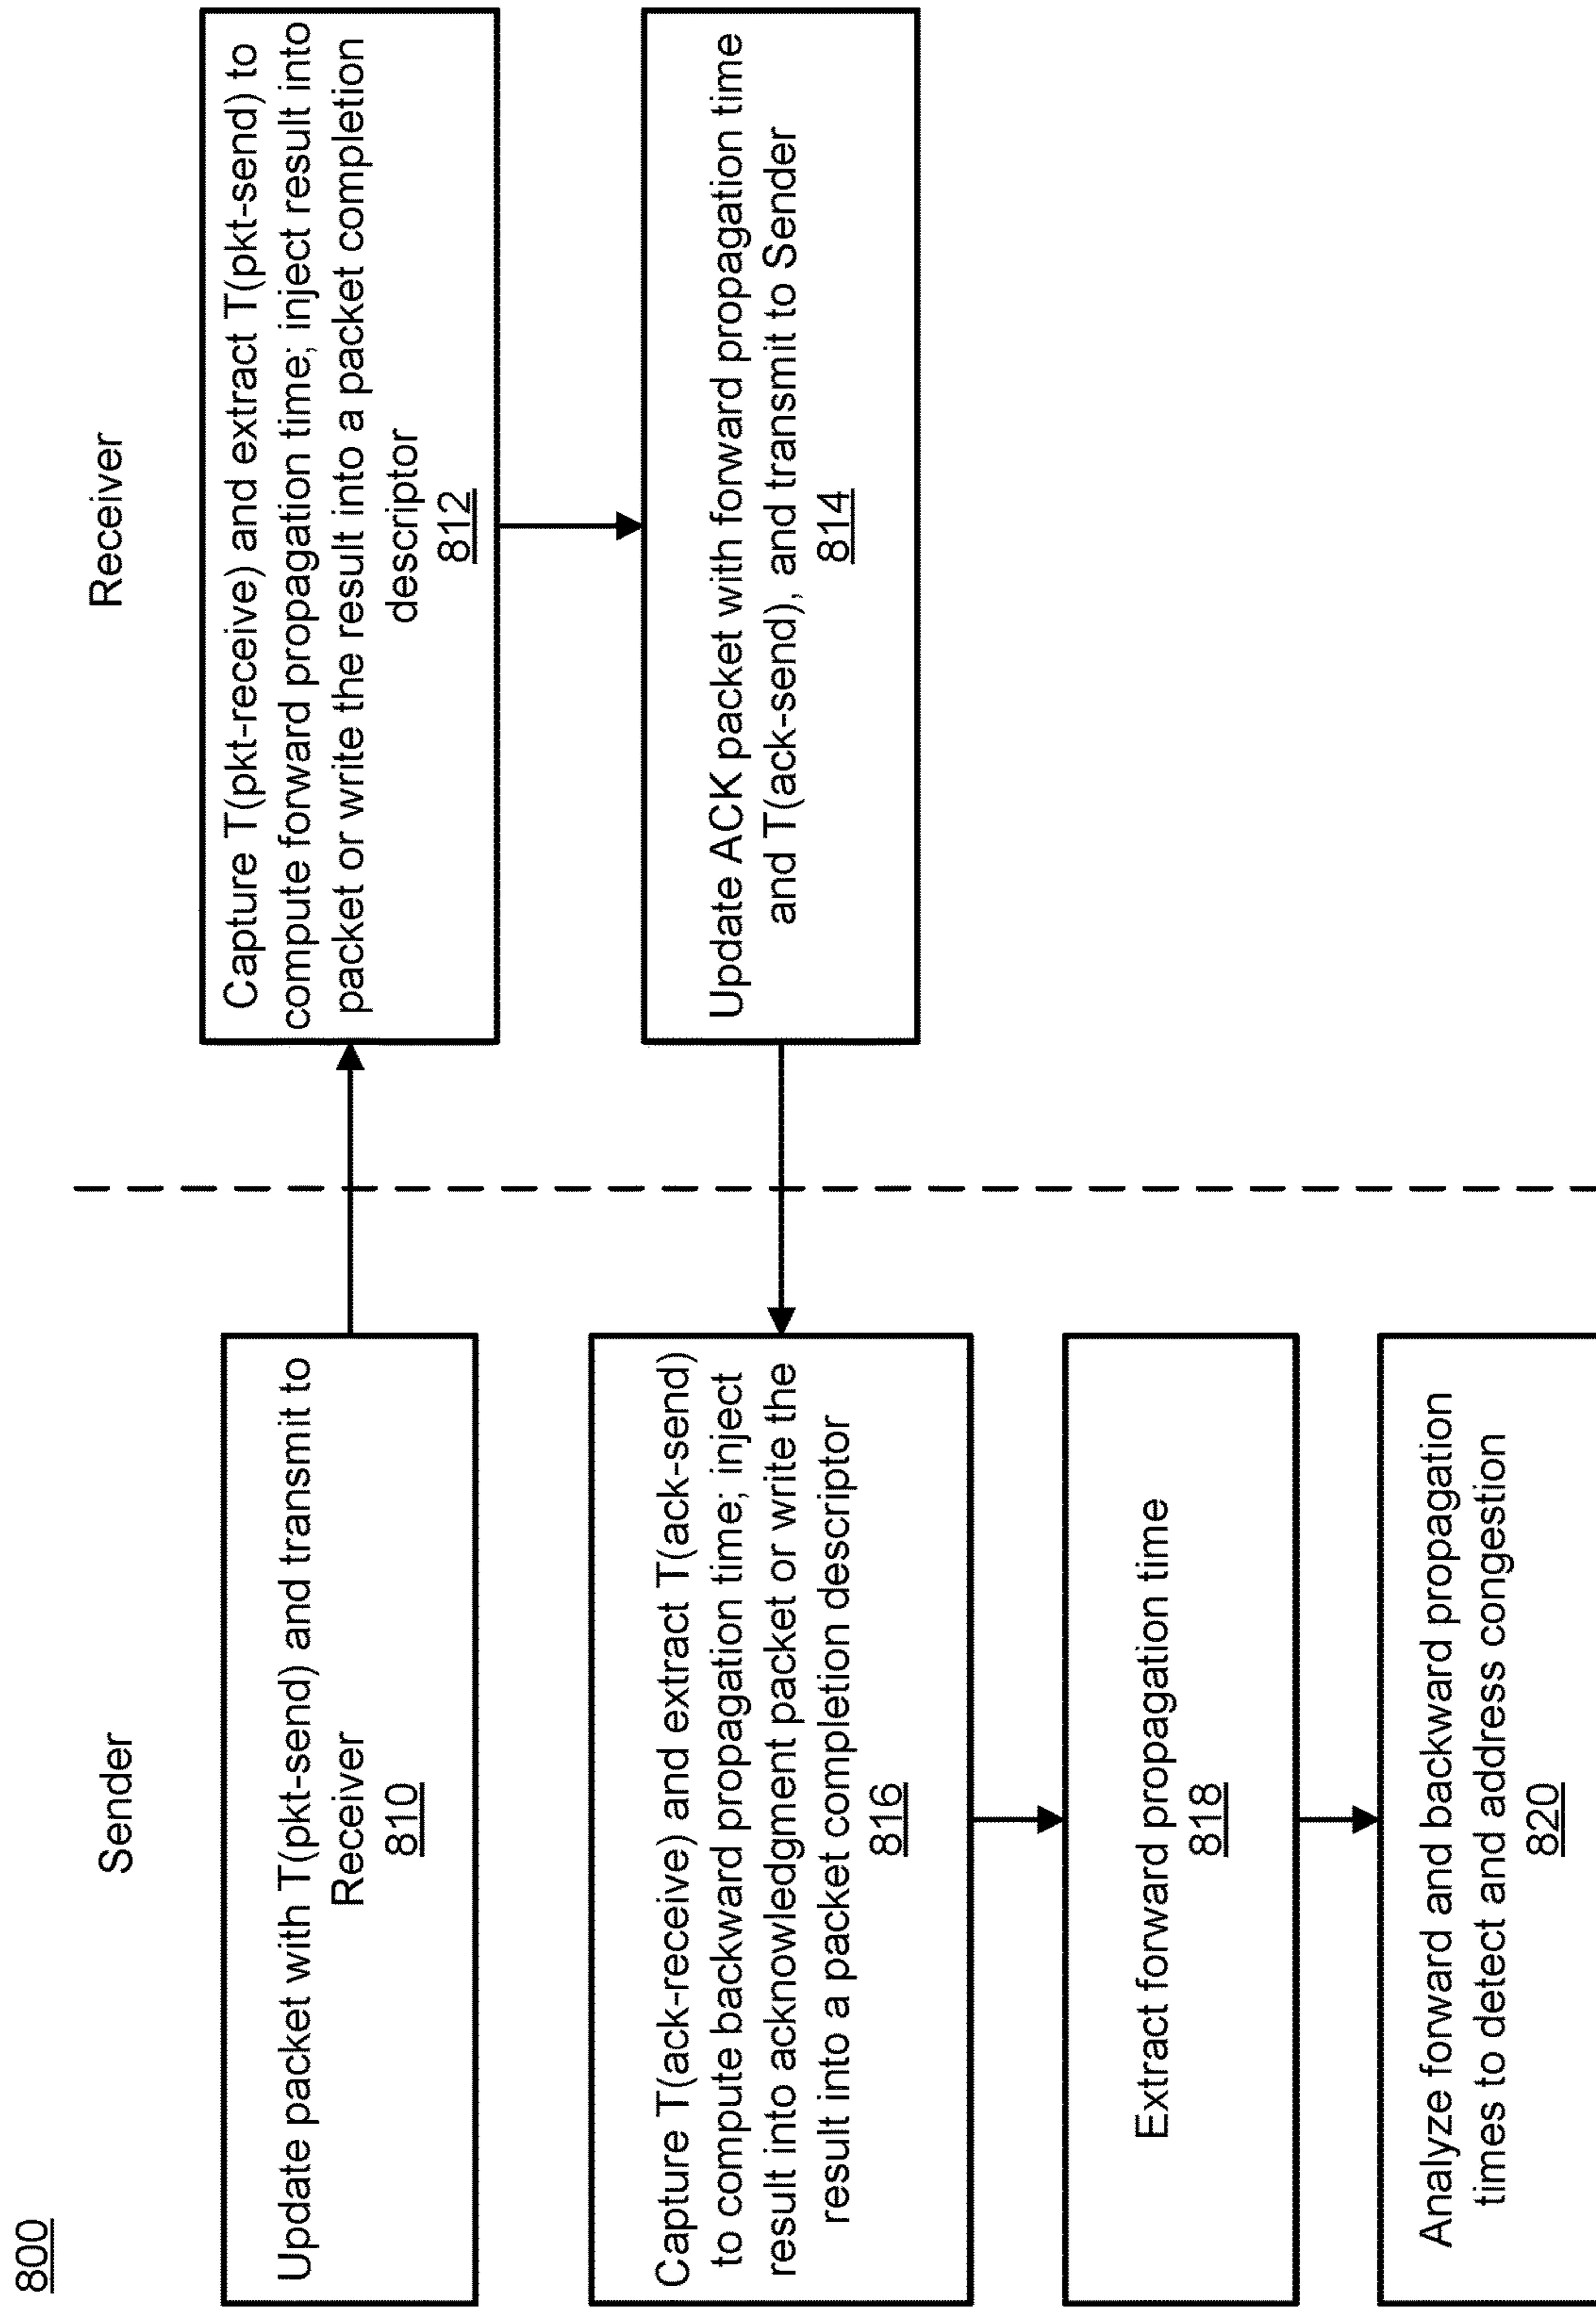 800
Sender
Receiver
Update packet with T(pkt-send) and transmit to
Receiver
810
Capture T(pkt-receive) and extract T(pkt-send) to
compute forward propagation time; inject result into
packet or write the result into a packet completion
descriptor
812
Update ACK packet with forward propagation time
and T(ack-send), and transmit to Sender
814
Capture T(ack-receive) and extract T(ack-send)
to compute backward propagation time; inject
result into acknowledgment packet or write the
result into a packet completion descriptor
816
Extract forward propagation time
818
Analyze forward and backward propagation
times to detect and address congestion
820